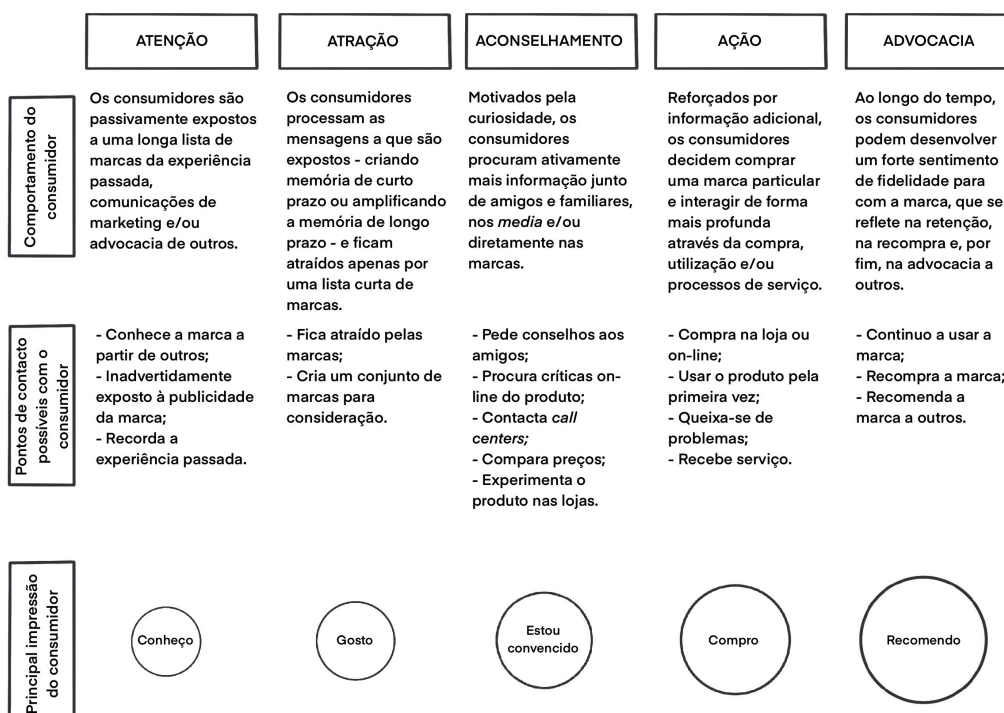 ATENÇÃO
ATRAÇÃO
ACONSELHAMENTO
AÇÃO
ADVOCACIA
Comportamento do
consumidor
Os consumidores são
passivamente expostos
a uma longa lista de
marcas da experiência
passada,
comunicações de
marketing e/ou
advocacia de outros.
Os consumidores
processam as
mensagens a que são
expostos - criando
memória de curto
prazo ou amplificando
a memória de longo
prazo - e ficam
atraídos apenas por
uma lista curta de
marcas.
Motivados pela
curiosidade, os
consumidores
procuram ativamente
mais informação junto
de amigos e familiares,
nos media e/ou
diretamente nas
marcas.
Reforçados por
informação adicional,
os consumidores
decidem comprar
uma marca particular
e interagir de forma
mais profunda
através da compra,
utilização e/ou
processos de serviço.
Ao longo do tempo,
os consumidores
podem desenvolver
um forte sentimento
de fidelidade para
com a marca, que se
reflete na retenção,
na recompra e, por
fim, na advocacia a
outros.
Pontos de contacto
possíveis com o
consumidor
- Conhece a marca a
partir de outros;
- Inadvertidamente
exposto à publicidade
da marca;
- Recorda a
experiência passada.
- Fica atraído pelas
marcas;
- Cria um conjunto de
marcas para
consideração.
- Pede conselhos aos
amigos;
- Procura críticas on-
line do produto;
- Contacta call
centers;
- Compara preços;
- Experimenta o
produto nas lojas.
- Compra na loja ou
on-line;
- Usar o produto pela
primeira vez;
- Queixa-se de
problemas;
- Recebe serviço.
- Continuo a usar a
marca;
- Recompra a marca;
- Recomenda a
marca a outros.
Principal impressão
do consumidor
Conheço
Gosto
Estou
convencido
Compro
Recomendo